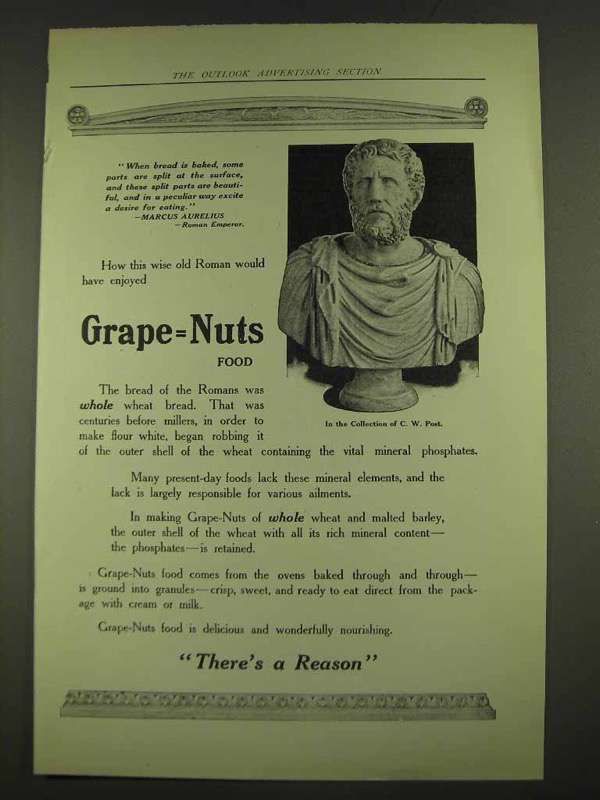 THE OUTLOOK ADVERTISING SECTION
"When bread is baked, some
parts are split at the surface,
and these split parts are beauti-
ful, and in a peculiar way excite
a desire for eating."
—MARCUS AURELIUS
—Roman Emperor.
How this wise old Roman would
have enjoyed
Grape=Nuts
FOOD
In the Collection of C. W. Post.
The bread of the Romans was
whole wheat bread. That was
centuries before millers, in order to
make flour white, began robbing it
of the outer shell of the wheat containing the vital mineral phosphates.
Many present-day foods lack these mineral elements, and the
lack is largely responsible for various ailments.
In making Grape-Nuts of whole wheat and malted barley,
the outer shell of the wheat with all its rich mineral content—
the phosphates—is retained.
Grape-Nuts food comes from the ovens baked through and through—
is ground into granules—crisp, sweet, and ready to eat direct from the pack-
age with cream or milk.
Grape-Nuts food is delicious and wonderfully nourishing.
"There's a Reason"